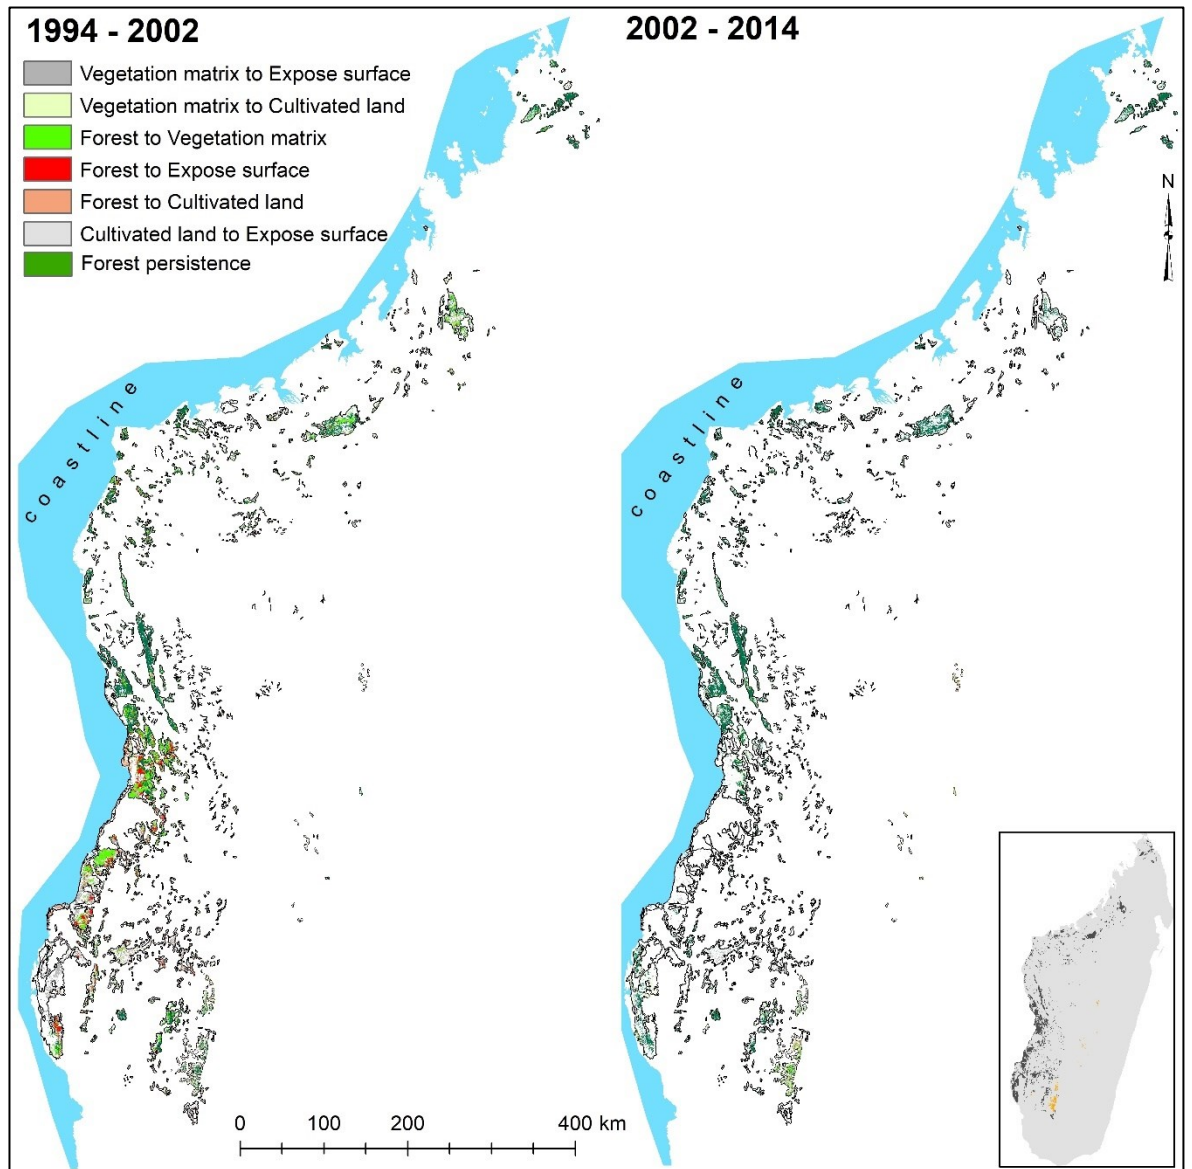 1994 - 2002
2002 - 2014
Vegetation matrix to Expose surface
Vegetation matrix to Cultivated land
Forest to Vegetation matrix
Forest to Expose surface
Forest to Cultivated land
Cultivated land to Expose surface
Forest persistence
N
coastline
coastline
0 100 200 400 km